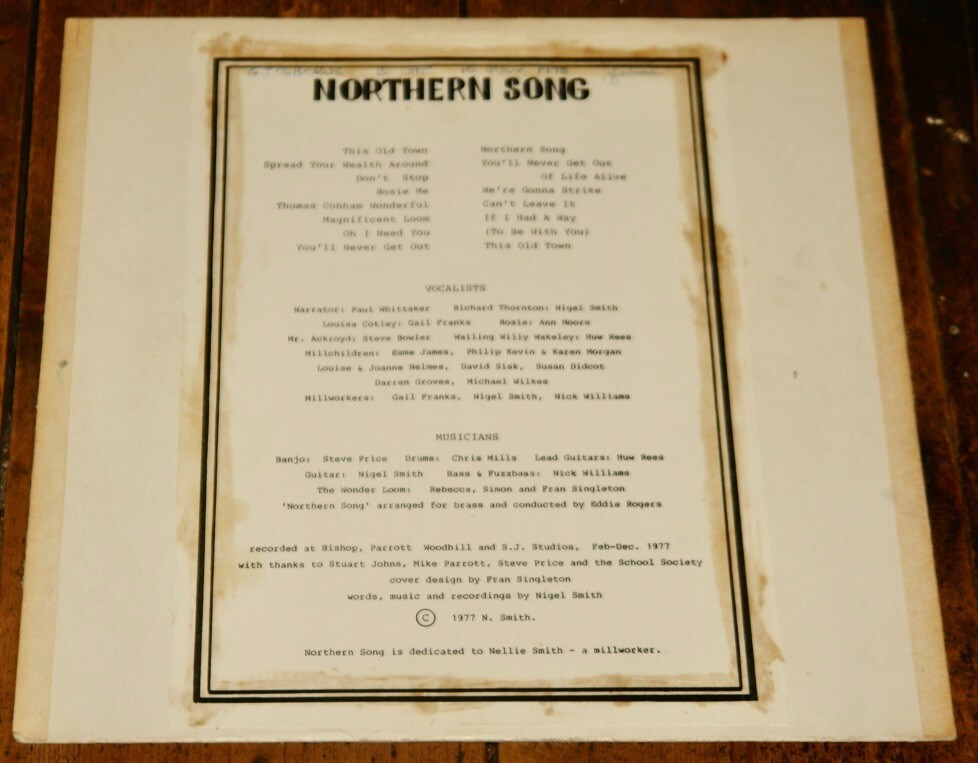 10 JULY 1978
NORTHERN SONG
This Old Town
Spread Your Wealth Around
Don't Stop
Rosie Me
Thomas Cobham Wonderful
Magnificent Loom
Oh I Need You
You'll Never Get Out
Northern Song
You'll Never Get Out
Of Life Alive
We're Gonna Strike
Can't Leave It
If I Had A Way
(To Be With You)
This Old Town
VOCALISTS
Narrator: Paul Whittaker Richard Thornton: Nigel Smith
Louisa Cotley: Gail Franks Rosie: Ann Moore
Mr. Ackroyd: Steve Bowler Wailing Willy Wakeley: Huw Rees
Millchildren: Esme James, Philip Kevin & Karen Morgan
Louise & Joanne Helmes, David Sisk, Susan Didcot
Darren Groves, Michael Wilkes
Millworkers: Gail Franks, Nigel Smith, Nick Williams
MUSICIANS
Banjo: Steve Price Drums: Chris Mills Lead Guitars: Huw Rees
Guitar: Nigel Smith Bass & Fuzzbass: Nick Williams
The Wonder Loom: Rebecca, Simon and Fran Singleton
'Northern Song' arranged for brass and conducted by Eddie Rogers
recorded at Bishop, Parrott Woodhill and S.J. Studios, Feb-Dec. 1977
with thanks to Stuart Johns, Mike Parrott, Steve Price and the School Society
cover design by Fran Singleton
words, music and recordings by Nigel Smith
© 1977 N. Smith.
Northern Song is dedicated to Nellie Smith - a millworker.